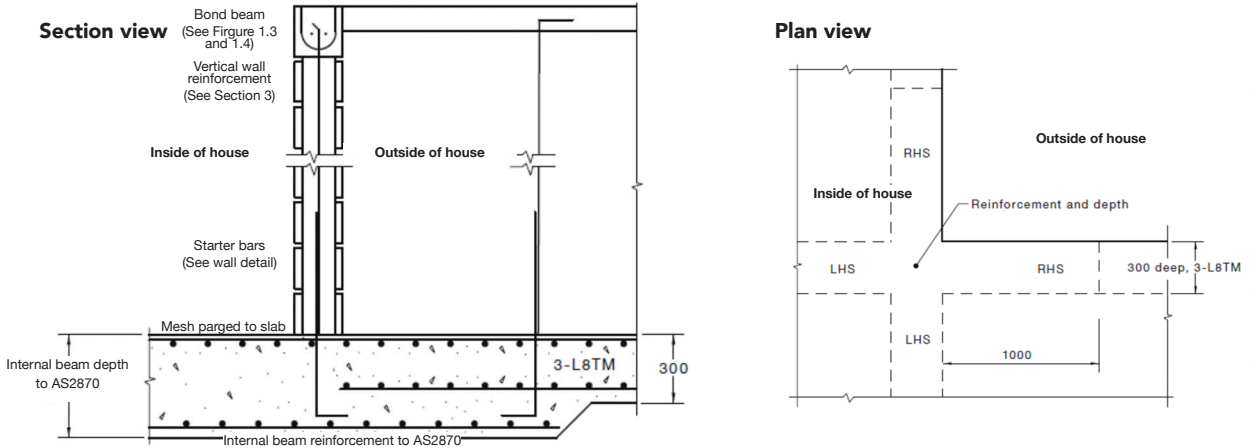 Section view
Bond beam
(See Firgure 1.3
and 1.4)
Vertical wall
reinforcement
(See Section 3)
Inside of house
Outside of house
Starter bars
(See wall detail)
Mesh parged to slab
Internal beam depth
to AS2870
3-L8TM
300
Internal beam reinforcement to AS2870
Plan view
Outside of house
RHS
Inside of house
Reinforcement and depth
LHS
RHS
300 deep, 3-L8TM
LHS
1000